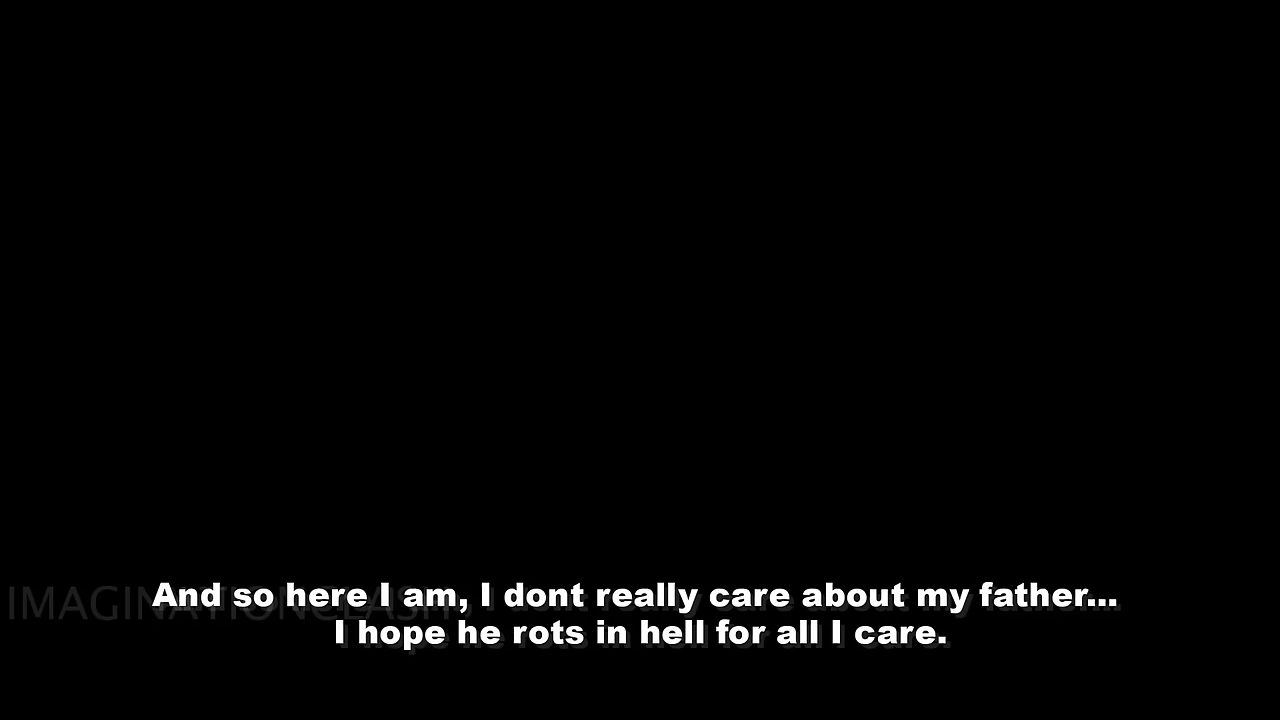 And so here I am, I dont really care about my father...
I hope he rots in hell for all I care.